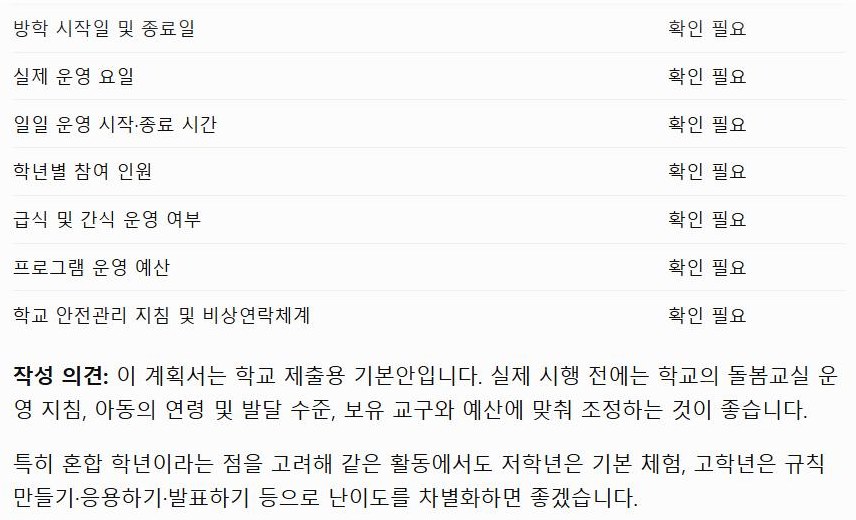 방학 시작일 및 종료일 확인 필요
실제 운영 요일 확인 필요
일일 운영 시작·종료 시간 확인 필요
학년별 참여 인원 확인 필요
급식 및 간식 운영 여부 확인 필요
프로그램 운영 예산 확인 필요
학교 안전관리 지침 및 비상연락체계 확인 필요
작성 의견: 이 계획서는 학교 제출용 기본안입니다. 실제 시행 전에는 학교의 돌봄교실 운
영 지침, 아동의 연령 및 발달 수준, 보유 교구와 예산에 맞춰 조정하는 것이 좋습니다.
특히 혼합 학년이라는 점을 고려해 같은 활동에서도 저학년은 기본 체험, 고학년은 규칙
만들기·응용하기·발표하기 등으로 난이도를 차별화하면 좋겠습니다.